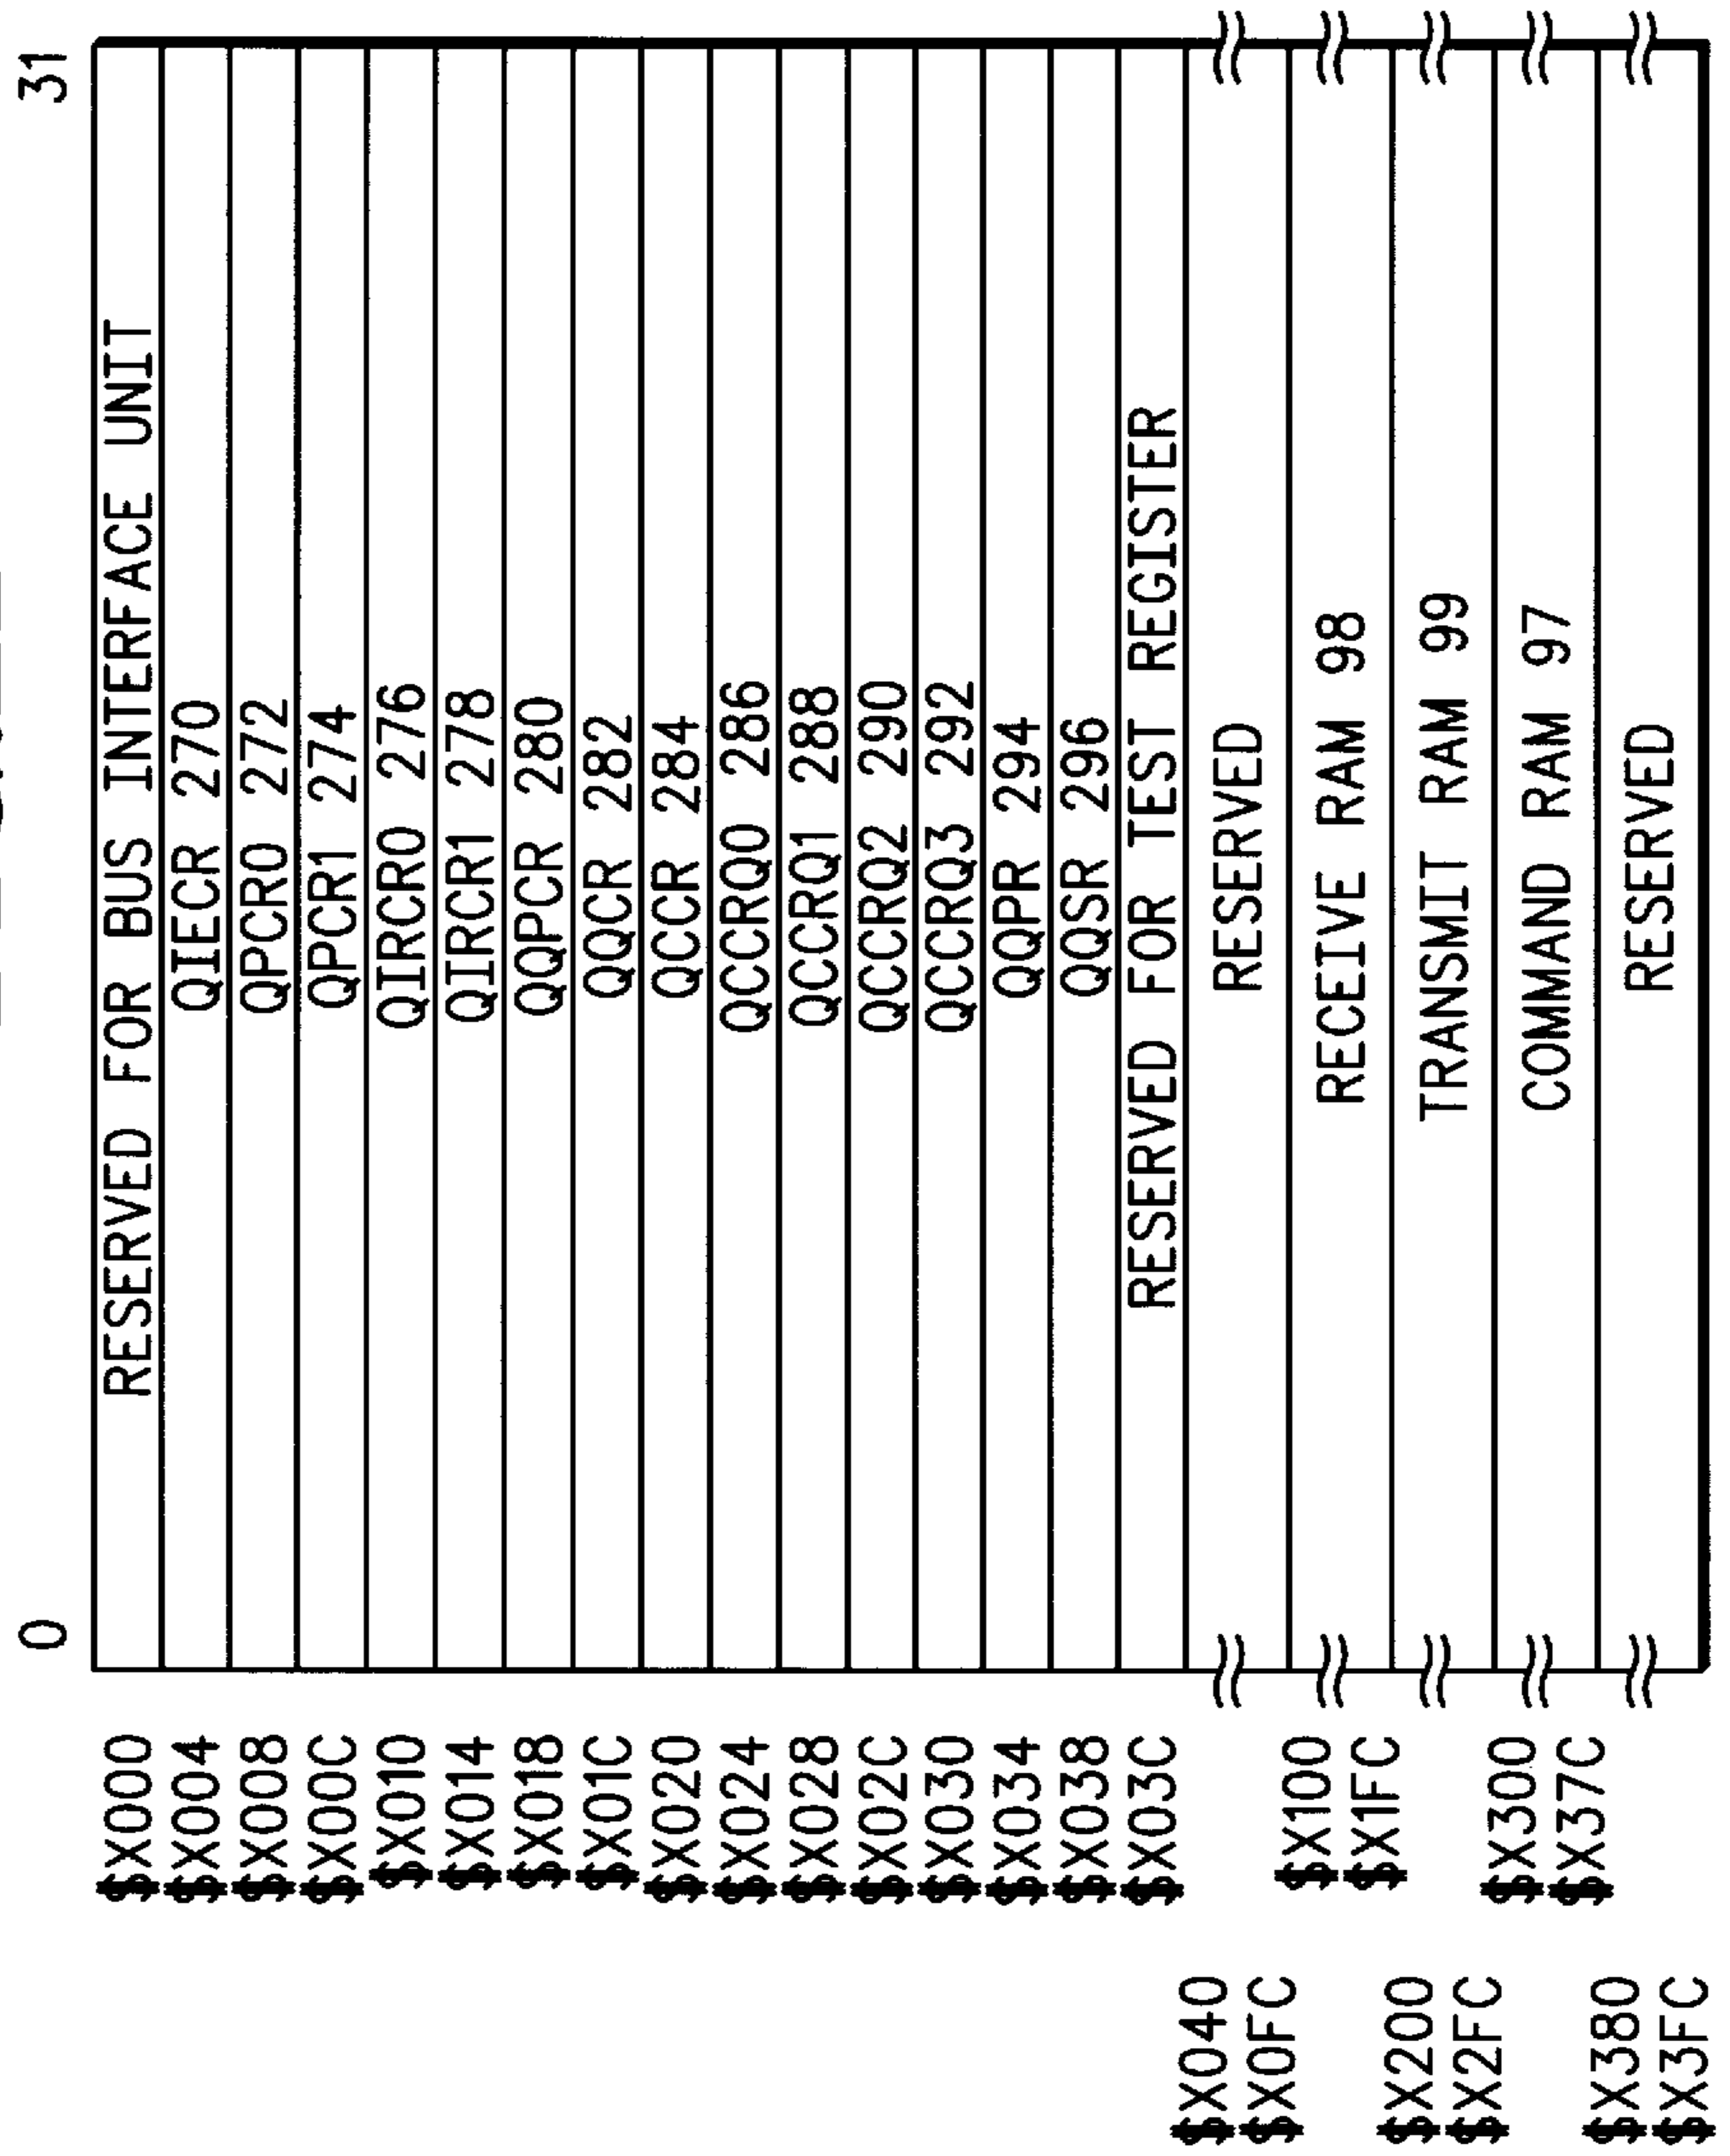 0 31
$X000 RESERVED FOR BUS INTERFACE UNIT
$X004 QIECR 270
$X008 QPCR0 272
$X00C QPCR1 274
$X010 QIRCR0 276
$X014 QIRCR1 278
$X018 QQPCR 280
$X01C QQCR 282
$X020 QCCR 284
$X024 QCCRQ0 286
$X028 QCCRQ1 288
$X02C QCCRQ2 290
$X030 QCCRQ3 292
$X034 QQPR 294
$X038 QQSR 296
$X03C RESERVED FOR TEST REGISTER
$X040
RESERVED
$X0FC
$X100
RECEIVE RAM 98
$X1FC
$X200
TRANSMIT RAM 99
$X2FC
$X300
COMMAND RAM 97
$X37C
$X380
RESERVED
$X3FC